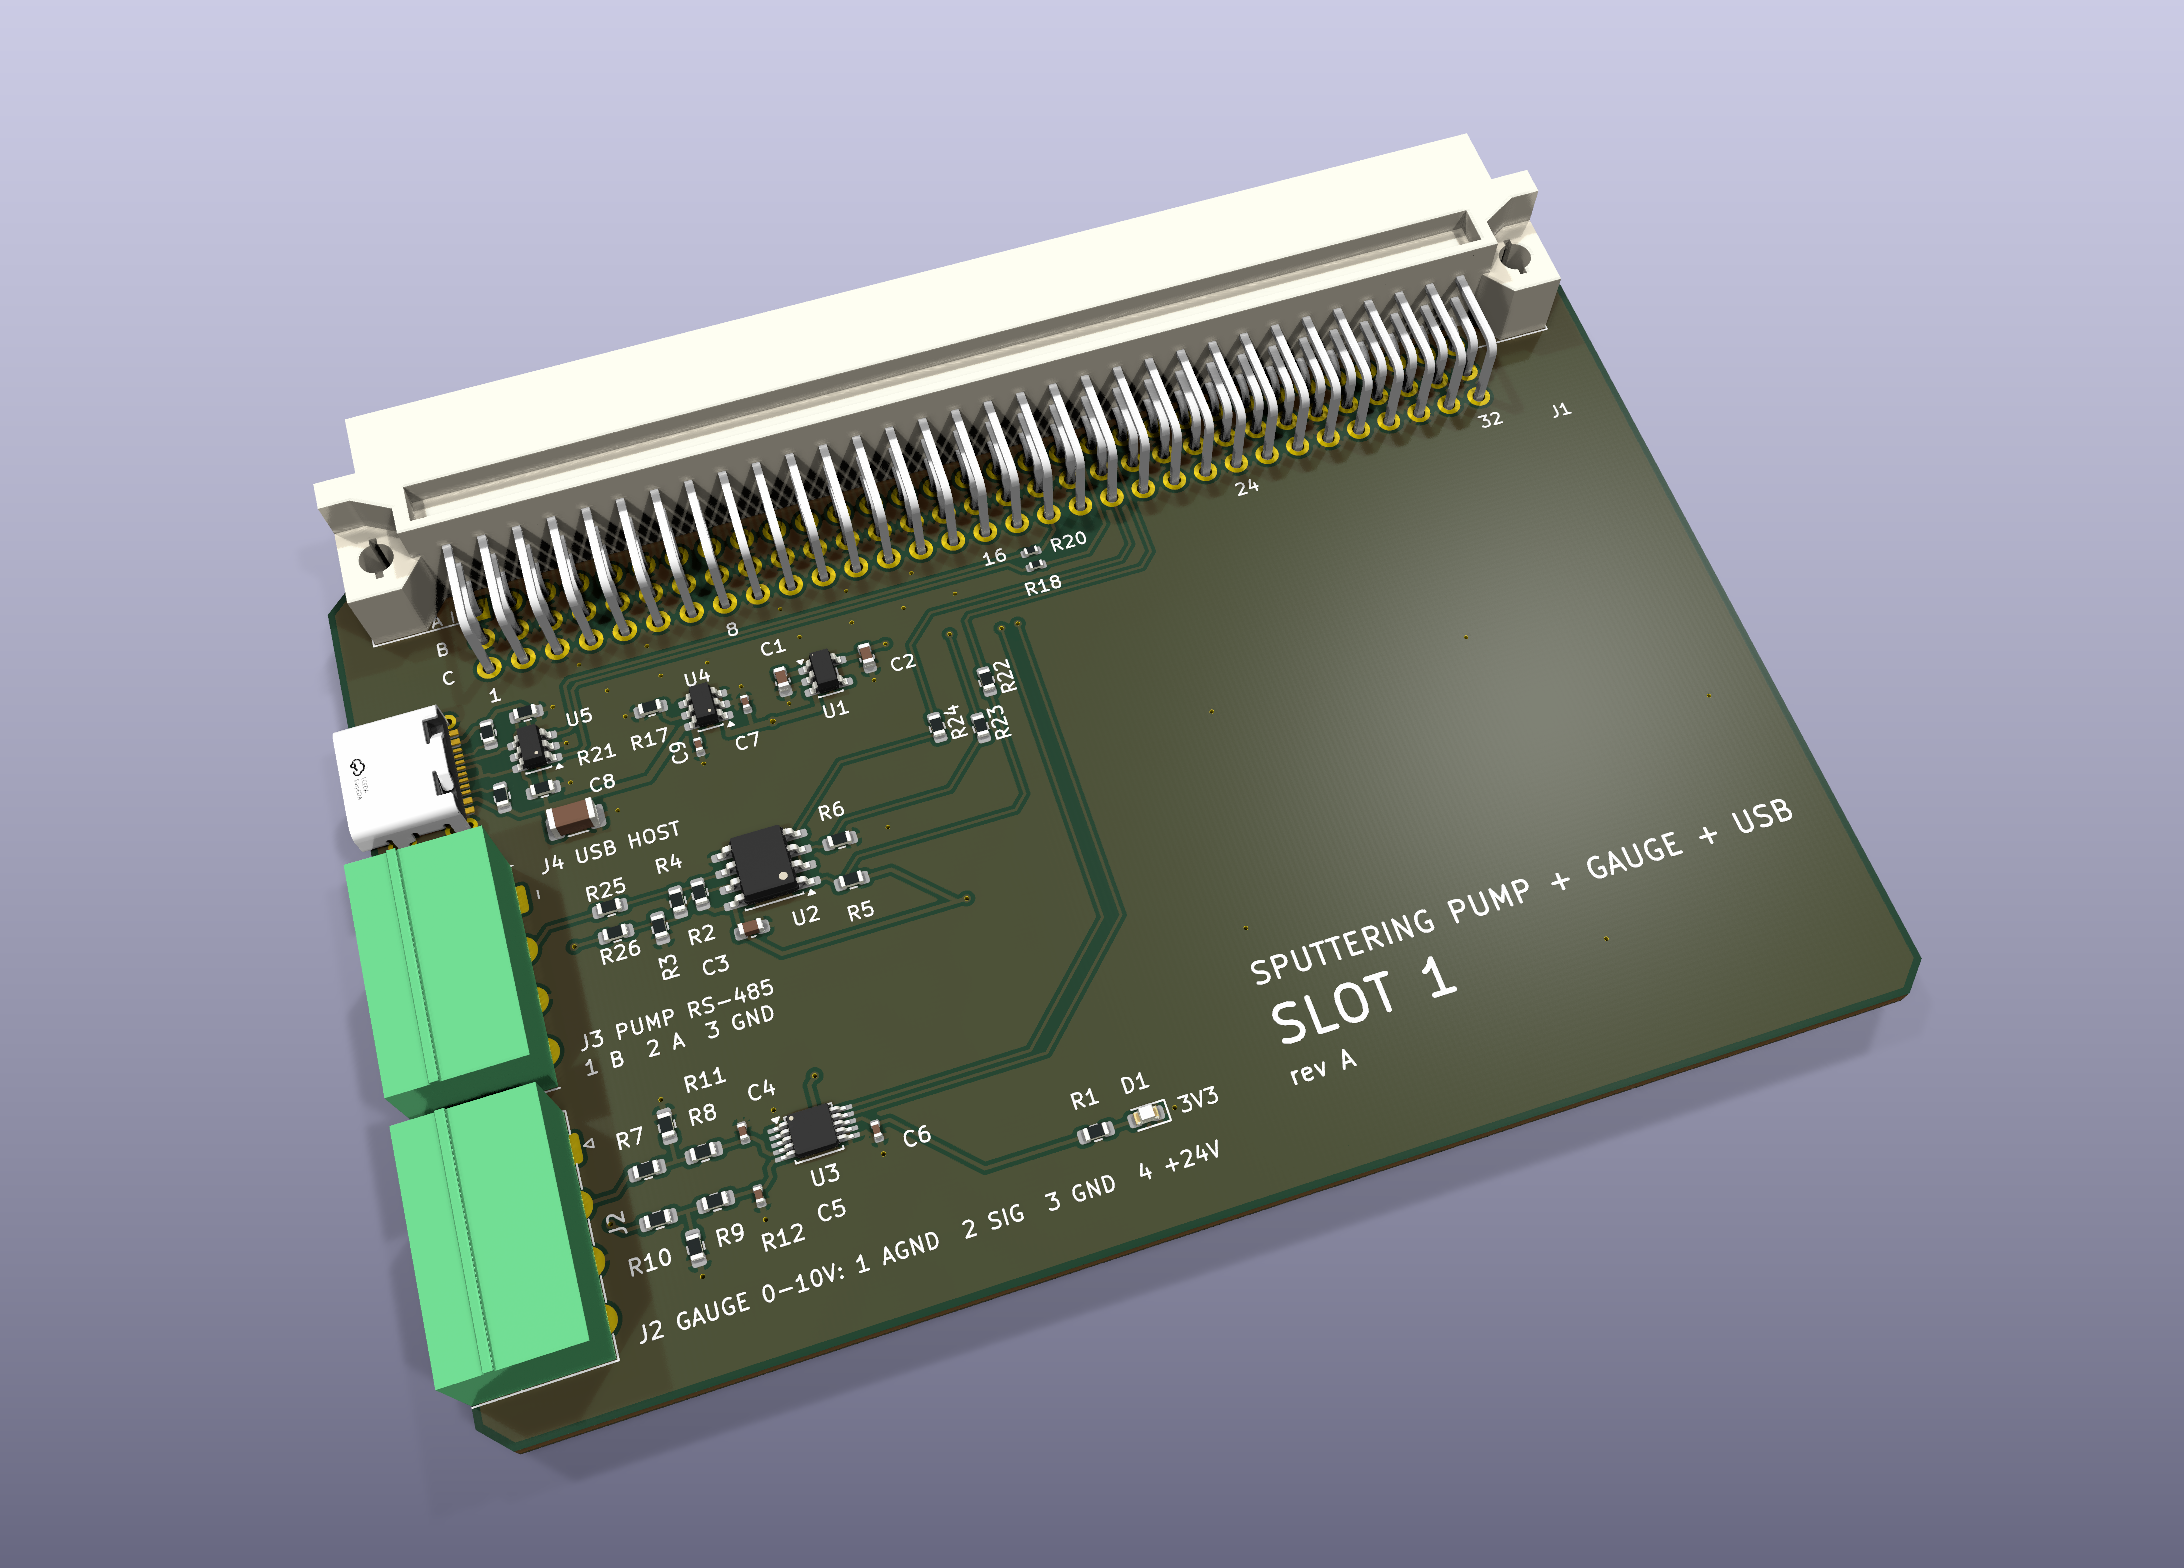 J1
32
24
16
R20
R18
8
A
B
C
1
C1
C2
U4
U1
R22
U5
R17
C9
C7
R24
R23
R21
C8
R6
J4 USB HOST
R4
R25
R26
R2
R3
C3
U2
R5
SPUTTERING PUMP + GAUGE + USB
SLOT 1
rev A
J3 PUMP RS-485
1 B 2 A 3 GND
R11
C4
R8
R7
C6
U3
R1
D1
3V3
J2
C5
R9
R12
R10
J2 GAUGE 0-10V: 1 AGND 2 SIG 3 GND 4 +24V